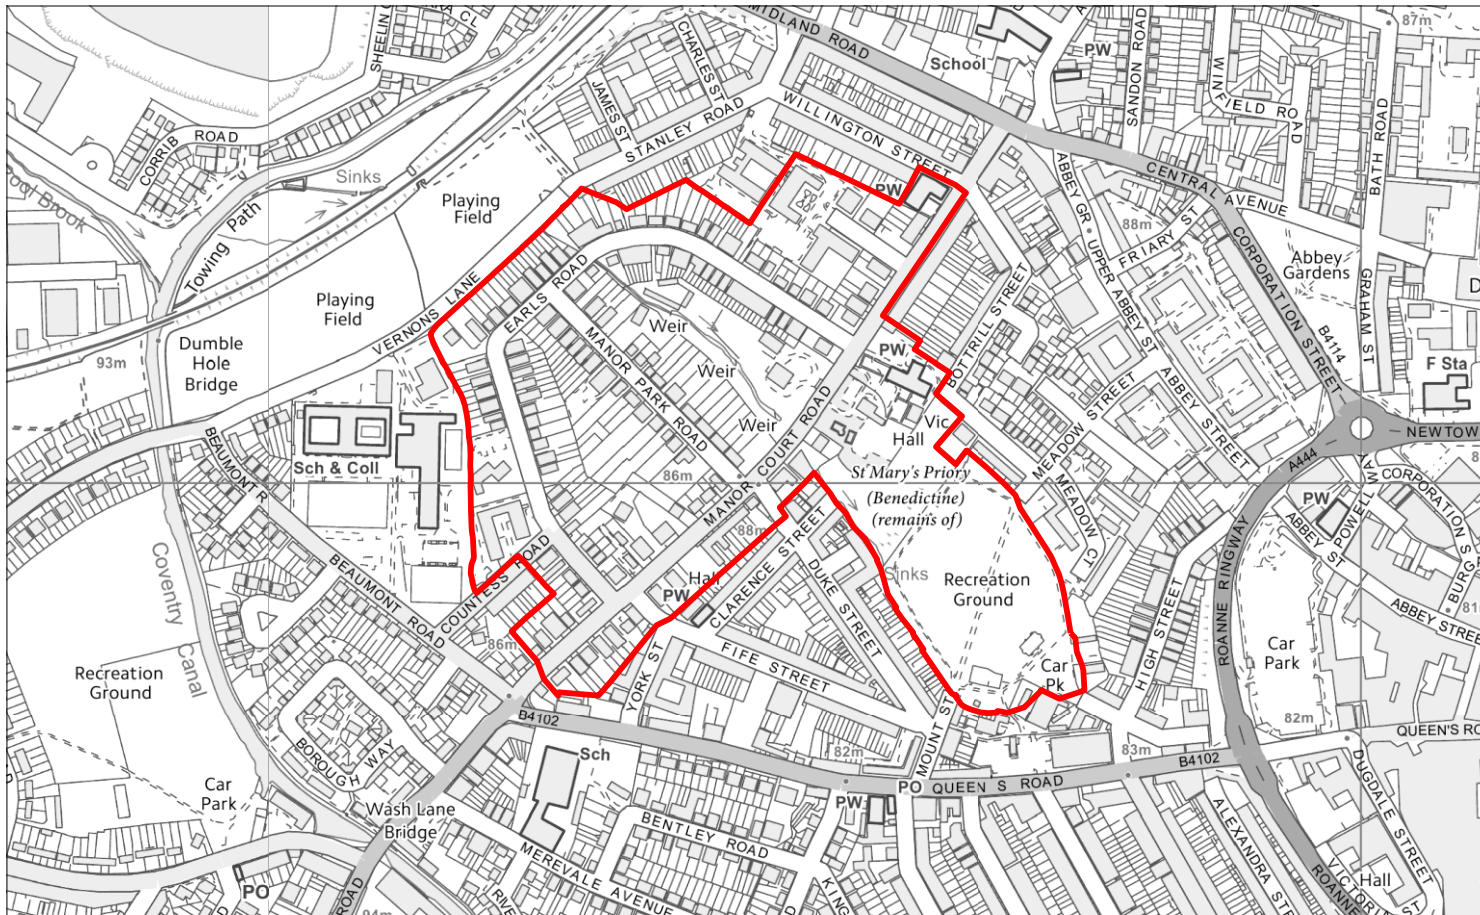 MIDLAND ROAD
87m
PW
School
SANDON ROAD
WINFIELD ROAD
BATH ROAD
CHARLES ST
JAMES ST
STANLEY ROAD
WILLINGTON STREET
CORRIB ROAD
Sinks
Towing Path
Playing
Field
PW
ABBEY GR
CENTRAL AVENUE
88m
FRIARY ST
UPPER ABBEY ST
CORPORATION STREET
Abbey
Gardens
GRAHAM ST
B4114
Playing
Field
VERNONS LANE
EARLS ROAD
Weir
BOTTRILL STREET
Dumble
Hole
Bridge
93m
MANOR PARK ROAD
Weir
PW
F Sta
ABBEY STREET
Weir
MANOR COURT ROAD
Vic
Hall
MEADOW STREET
NEWTOW
A444
BEAUMONT R
Sch & Coll
86m
St Mary's Priory
(Benedictine)
(remains of)
MEADOW CT
PW
POWELL WAY
CORPORATION S
ABBEY ST
88m
CLARENCE STREET
Coventry Canal
BEAUMONT ROAD
COUNTESS ROAD
Hall
PW
DUKE STREET
Sinks
Recreation
Ground
HIGH STREET
ROANNE RINGWAY
ABBEY STREE
81m
Car
Park
86m
YORK ST
FIFE STREET
Car
Pk
Recreation
Ground
B4102
BOROUGH WAY
MOUNT ST
82m
82m
83m
B4102
QUEEN'S RO
Sch
Car
Park
Wash Lane
Bridge
PW
PO
QUEEN S ROAD
DUGDALE STREET
Car
Park
BENTLEY ROAD
MEREVALE AVENUE
ALEXANDRA S
VICTORIA ST
Hall
PO
ROAD
94m
ROANNE